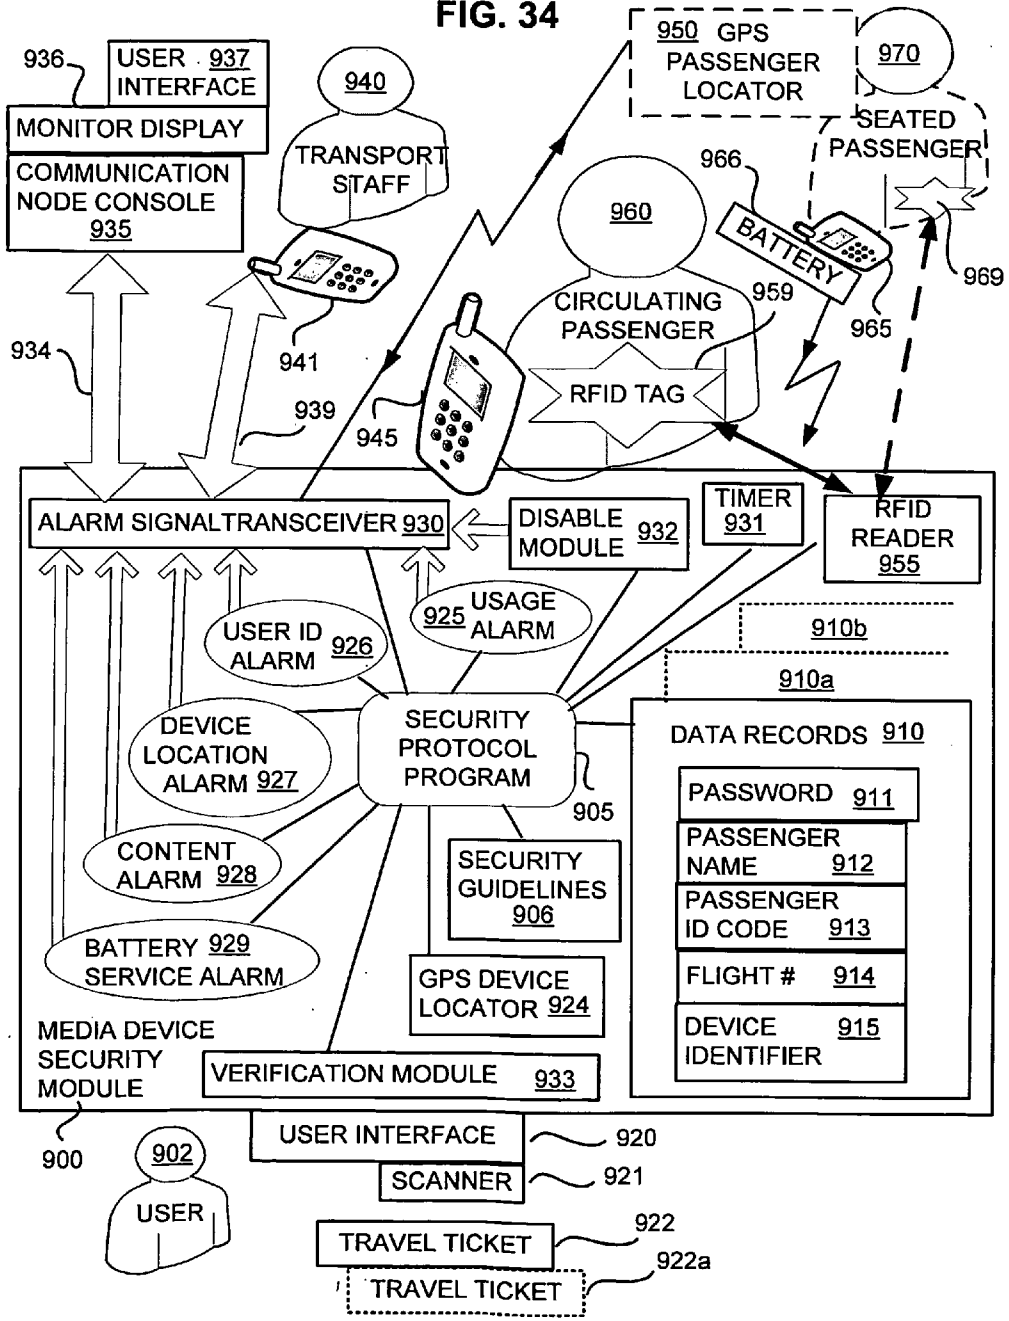 FIG. 34
936
USER 937
INTERFACE
MONITOR DISPLAY
COMMUNICATION
NODE CONSOLE
935
940
TRANSPORT
STAFF
950 GPS
PASSENGER
LOCATOR
970
SEATED
PASSENGER
966
BATTERY
960
969
965
934
941
939
945
CIRCULATING
PASSENGER
959
RFID TAG
ALARM SIGNALTRANSCEIVER 930
DISABLE
MODULE 932
TIMER
931
RFID
READER
955
925 USAGE
ALARM
USER ID
ALARM 926
910b
910a
DEVICE
LOCATION
ALARM 927
SECURITY
PROTOCOL
PROGRAM
905
DATA RECORDS 910
PASSWORD 911
PASSENGER
NAME 912
PASSENGER
ID CODE 913
FLIGHT # 914
DEVICE 915
IDENTIFIER
CONTENT
ALARM 928
SECURITY
GUIDELINES
906
BATTERY 929
SERVICE ALARM
GPS DEVICE
LOCATOR 924
MEDIA DEVICE
SECURITY
MODULE
900
VERIFICATION MODULE 933
USER INTERFACE
920
SCANNER
921
902
USER
TRAVEL TICKET
922
TRAVEL TICKET
922a